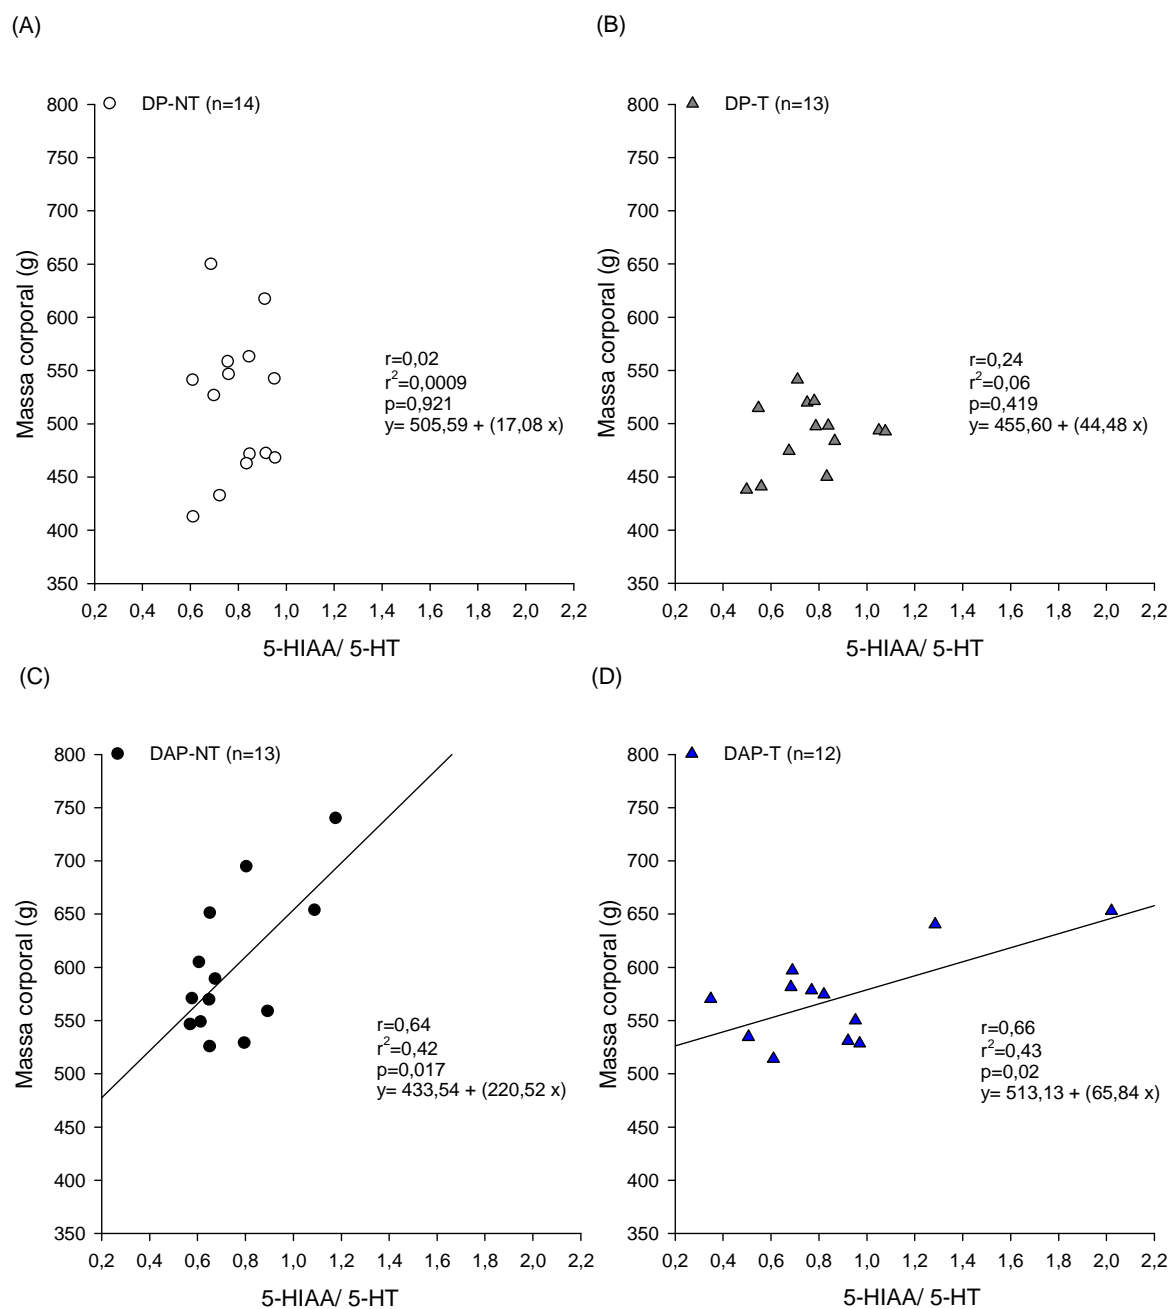 (A)
DP-NT (n=14)
800
750
700
650
600
550
500
450
400
350
Massa corporal (g)
r=0,02
r²=0,0009
p=0,921
y= 505,59 + (17,08 x)
0,2 0,4 0,6 0,8 1,0 1,2 1,4 1,6 1,8 2,0 2,2
5-HIAA/ 5-HT
(B)
DP-T (n=13)
800
750
700
650
600
550
500
450
400
350
Massa corporal (g)
r=0,24
r²=0,06
p=0,419
y= 455,60 + (44,48 x)
0,2 0,4 0,6 0,8 1,0 1,2 1,4 1,6 1,8 2,0 2,2
5-HIAA/ 5-HT
(C)
DAP-NT (n=13)
800
750
700
650
600
550
500
450
400
350
Massa corporal (g)
r=0,64
r²=0,42
p=0,017
y= 433,54 + (220,52 x)
0,2 0,4 0,6 0,8 1,0 1,2 1,4 1,6 1,8 2,0 2,2
5-HIAA/ 5-HT
(D)
DAP-T (n=12)
800
750
700
650
600
550
500
450
400
350
Massa corporal (g)
r=0,66
r²=0,43
p=0,02
y= 513,13 + (65,84 x)
0,2 0,4 0,6 0,8 1,0 1,2 1,4 1,6 1,8 2,0 2,2
5-HIAA/ 5-HT